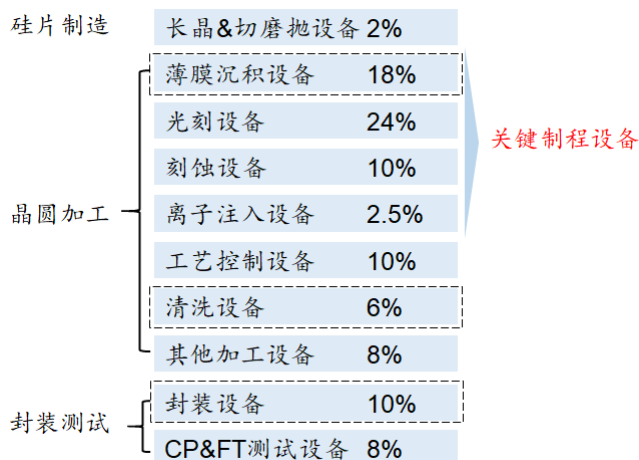 硅片制造
长晶&切磨抛设备 2%
薄膜沉积设备 18%
光刻设备 24%
关键制程设备
刻蚀设备 10%
晶圆加工
离子注入设备 2.5%
工艺控制设备 10%
清洗设备 6%
其他加工设备 8%
封装设备 10%
封装测试
CP&FT测试设备 8%